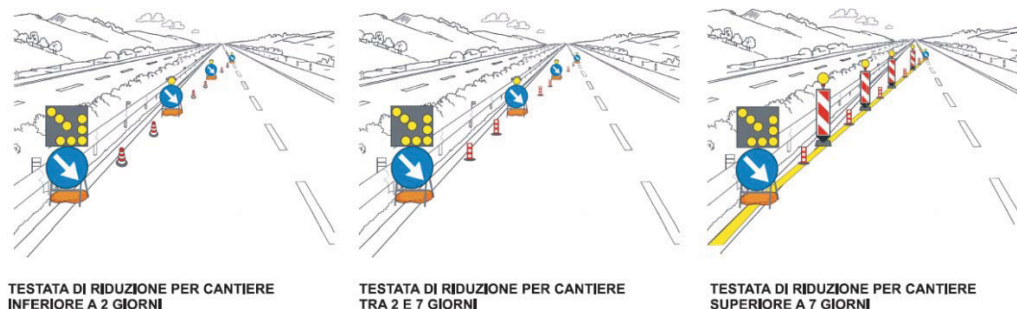 TESTATA DI RIDUZIONE PER CANTIERE
INFERIORE A 2 GIORNI
TESTATA DI RIDUZIONE PER CANTIERE
TRA 2 E 7 GIORNI
TESTATA DI RIDUZIONE PER CANTIERE
SUPERIORE A 7 GIORNI